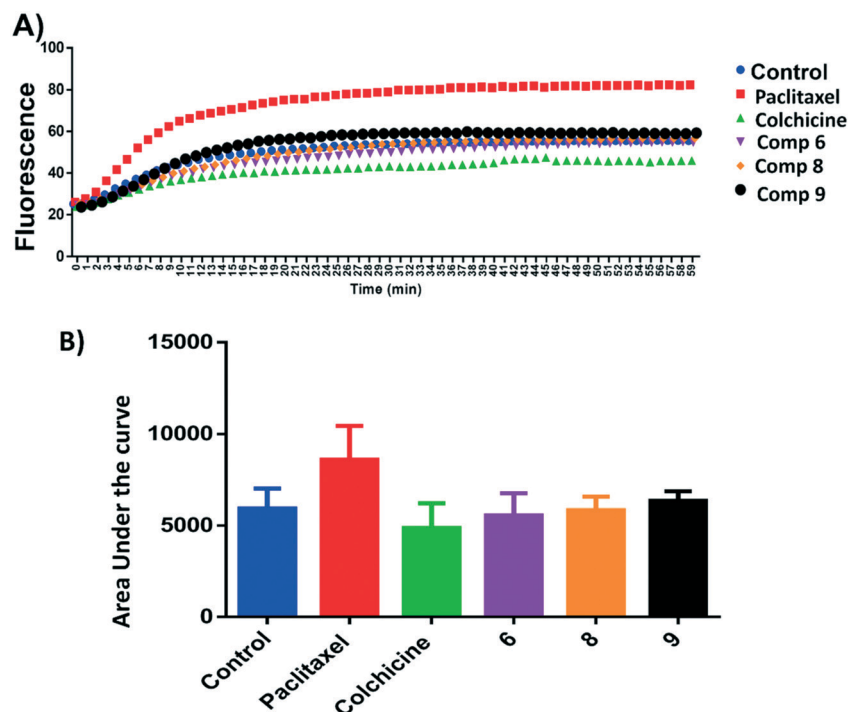 A)
Fluorescence
100
80
60
40
20
0
0 1 2 3 4 5 6 7 8 9 10 11 12 13 14 15 16 17 18 19 20 21 22 23 24 25 26 27 28 29 30 31 32 33 34 35 36 37 38 39 40 41 42 43 44 45 46 47 48 49 50 51 52 53 54 55 56 57 58 59
Time (min)
Control
Paclitaxel
Colchicine
Comp 6
Comp 8
Comp 9
B)
Area Under the curve
15000
10000
5000
0
Control
Paclitaxel
Colchicine
6
8
9